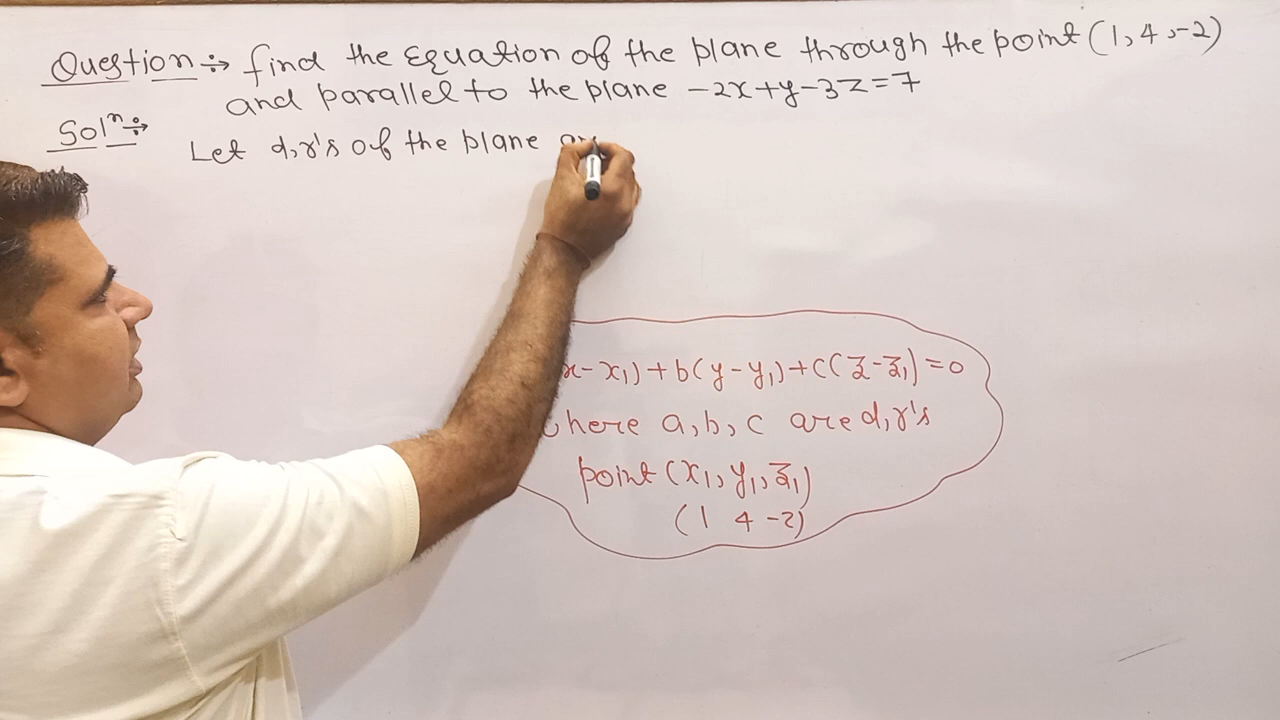 Question :→ find the Equation of the plane through the point (1, 4, -2)
and parallel to the plane -2x+y-3z=7
Solⁿ :→ Let d,r's of the plane
x-x₁)+b(y-y₁)+c(z-z₁)=0
here a,b,c are d,r's
point (x₁, y₁, z₁)
(1 4 -2)